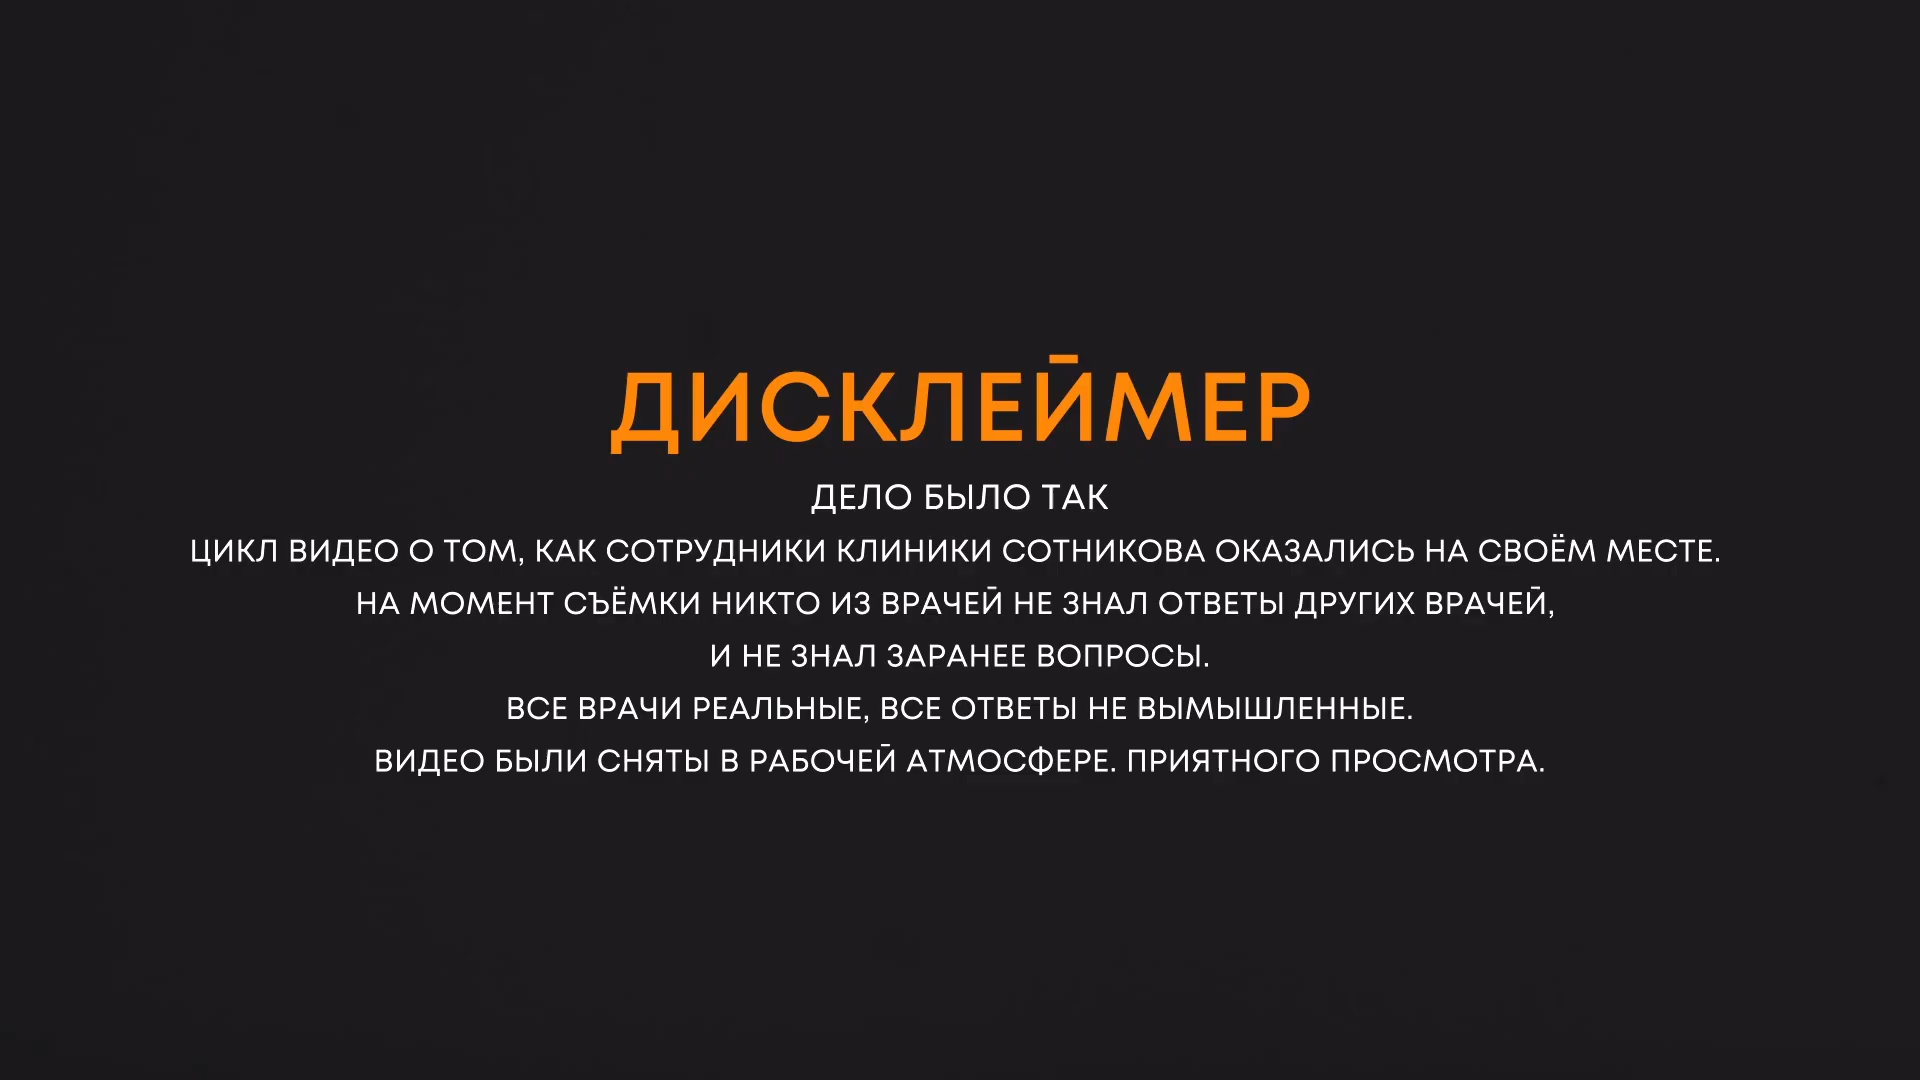 ДИСКЛЕЙМЕР
ДЕЛО БЫЛО ТАК
ЦИКЛ ВИДЕО О ТОМ, КАК СОТРУДНИКИ КЛИНИКИ СОТНИКОВА ОКАЗАЛИСЬ НА СВОЁМ МЕСТЕ.
НА МОМЕНТ СЪЁМКИ НИКТО ИЗ ВРАЧЕЙ НЕ ЗНАЛ ОТВЕТЫ ДРУГИХ ВРАЧЕЙ,
И НЕ ЗНАЛ ЗАРАНЕЕ ВОПРОСЫ.
ВСЕ ВРАЧИ РЕАЛЬНЫЕ, ВСЕ ОТВЕТЫ НЕ ВЫМЫШЛЕННЫЕ.
ВИДЕО БЫЛИ СНЯТЫ В РАБОЧЕЙ АТМОСФЕРЕ. ПРИЯТНОГО ПРОСМОТРА.